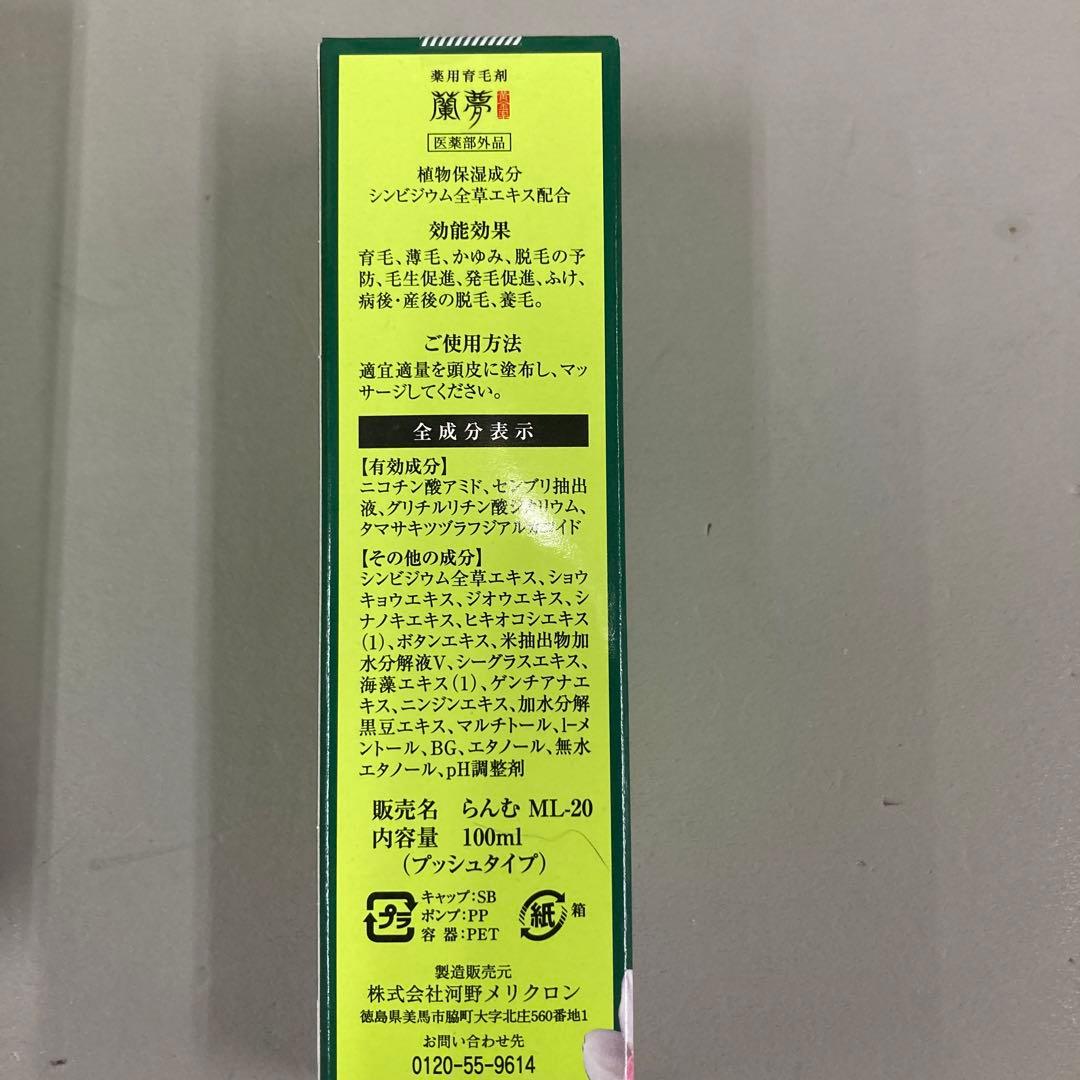 薬用育毛剤
蘭夢
医薬部外品
植物保湿成分
シンビジウム全草エキス配合
効能効果
育毛、薄毛、かゆみ、脱毛の予
防、毛生促進、発毛促進、ふけ、
病後・産後の脱毛、養毛。
ご使用方法
適宜適量を頭皮に塗布し、マッ
サージしてください。
全成分表示
【有効成分】
ニコチン酸アミド、センブリ抽出
液、グリチルリチン酸ジカリウム、
タマサキツヅラフジアルカロイド
【その他の成分】
シンビジウム全草エキス、ショウ
キョウエキス、ジオウエキス、シ
ナノキエキス、ヒキオコシエキス
(1)、ボタンエキス、米抽出物加
水分解液V、シーグラスエキス、
海藻エキス(1)、ゲンチアナエ
キス、ニンジンエキス、加水分解
黒豆エキス、マルチトール、l-メ
ントール、BG、エタノール、無水
エタノール、pH調整剤
販売名 らんむ ML-20
内容量 100ml
(プッシュタイプ)
プラ
キャップ:SB
ポンプ:PP
容 器:PET
紙 箱
製造販売元
株式会社河野メリクロン
徳島県美馬市脇町大字北庄560番地1
お問い合わせ先
0120-55-9614